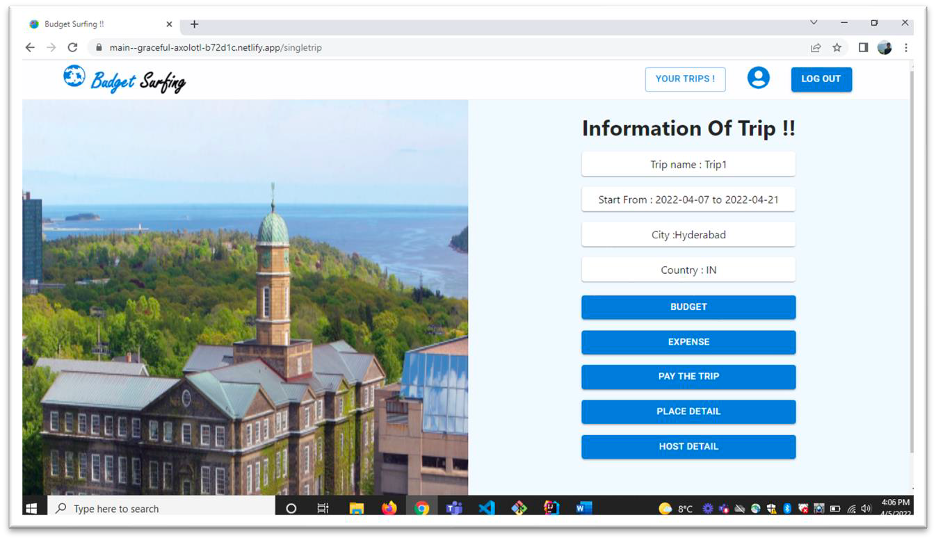 Budget Surfing !!
main--graceful-axolotl-b72d1c.netlify.app/singletrip
Budget Surfing
YOUR TRIPS !
LOG OUT
Information Of Trip !!
Trip name : Trip1
Start From : 2022-04-07 to 2022-04-21
City :Hyderabad
Country : IN
BUDGET
EXPENSE
PAY THE TRIP
PLACE DETAIL
HOST DETAIL
Type here to search
8°C
4:06 PM
4/5/2022